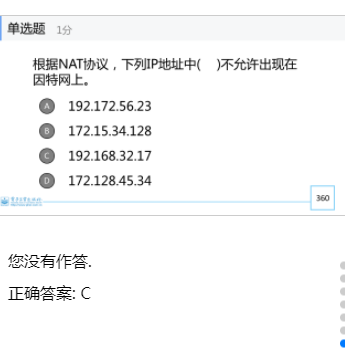 单选题 1分
根据NAT协议，下列IP地址中( )不允许出现在
因特网上。
A 192.172.56.23
B 172.15.34.128
C 192.168.32.17
D 172.128.45.34
360
您没有作答.
正确答案: C